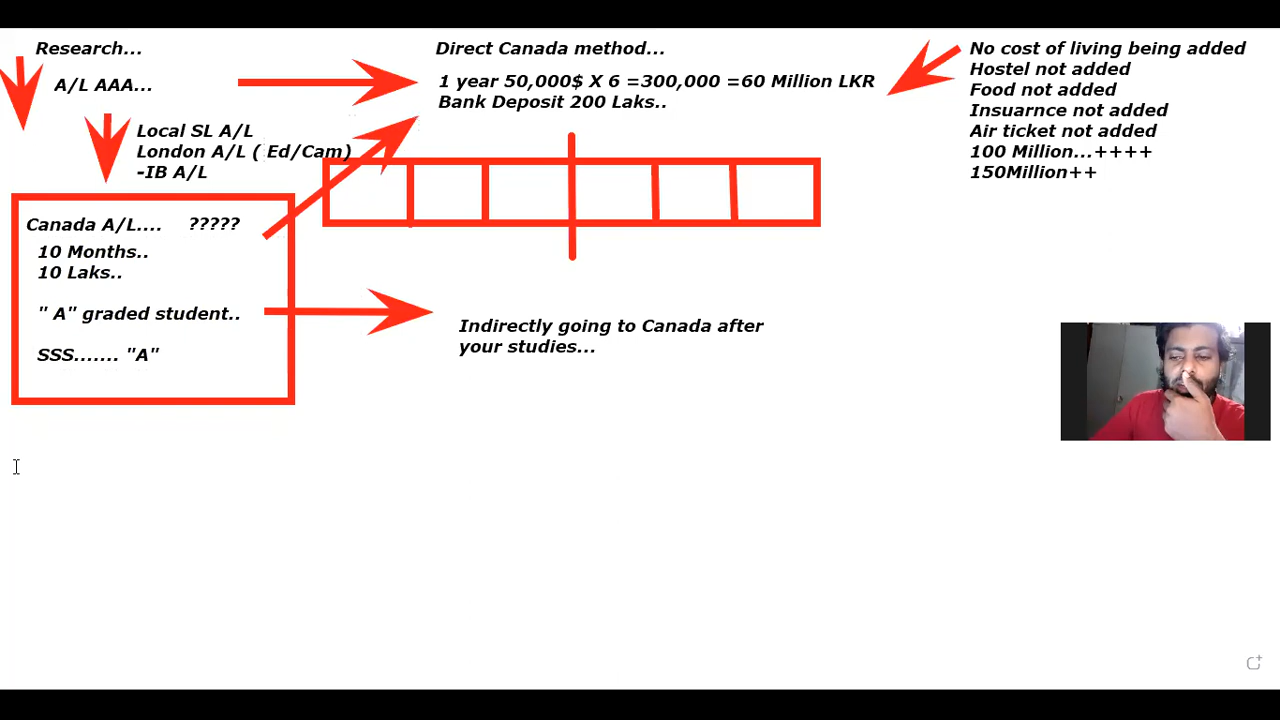 Research...
A/L AAA...
Local SL A/L
London A/L ( Ed/Cam)
-IB A/L
Canada A/L.... ?????
10 Months..
10 Laks..
" A" graded student..
SSS....... "A"
Direct Canada method...
1 year 50,000$ X 6 =300,000 =60 Million LKR
Bank Deposit 200 Laks..
Indirectly going to Canada after
your studies...
No cost of living being added
Hostel not added
Food not added
Insuarnce not added
Air ticket not added
100 Million...++++
150Million++